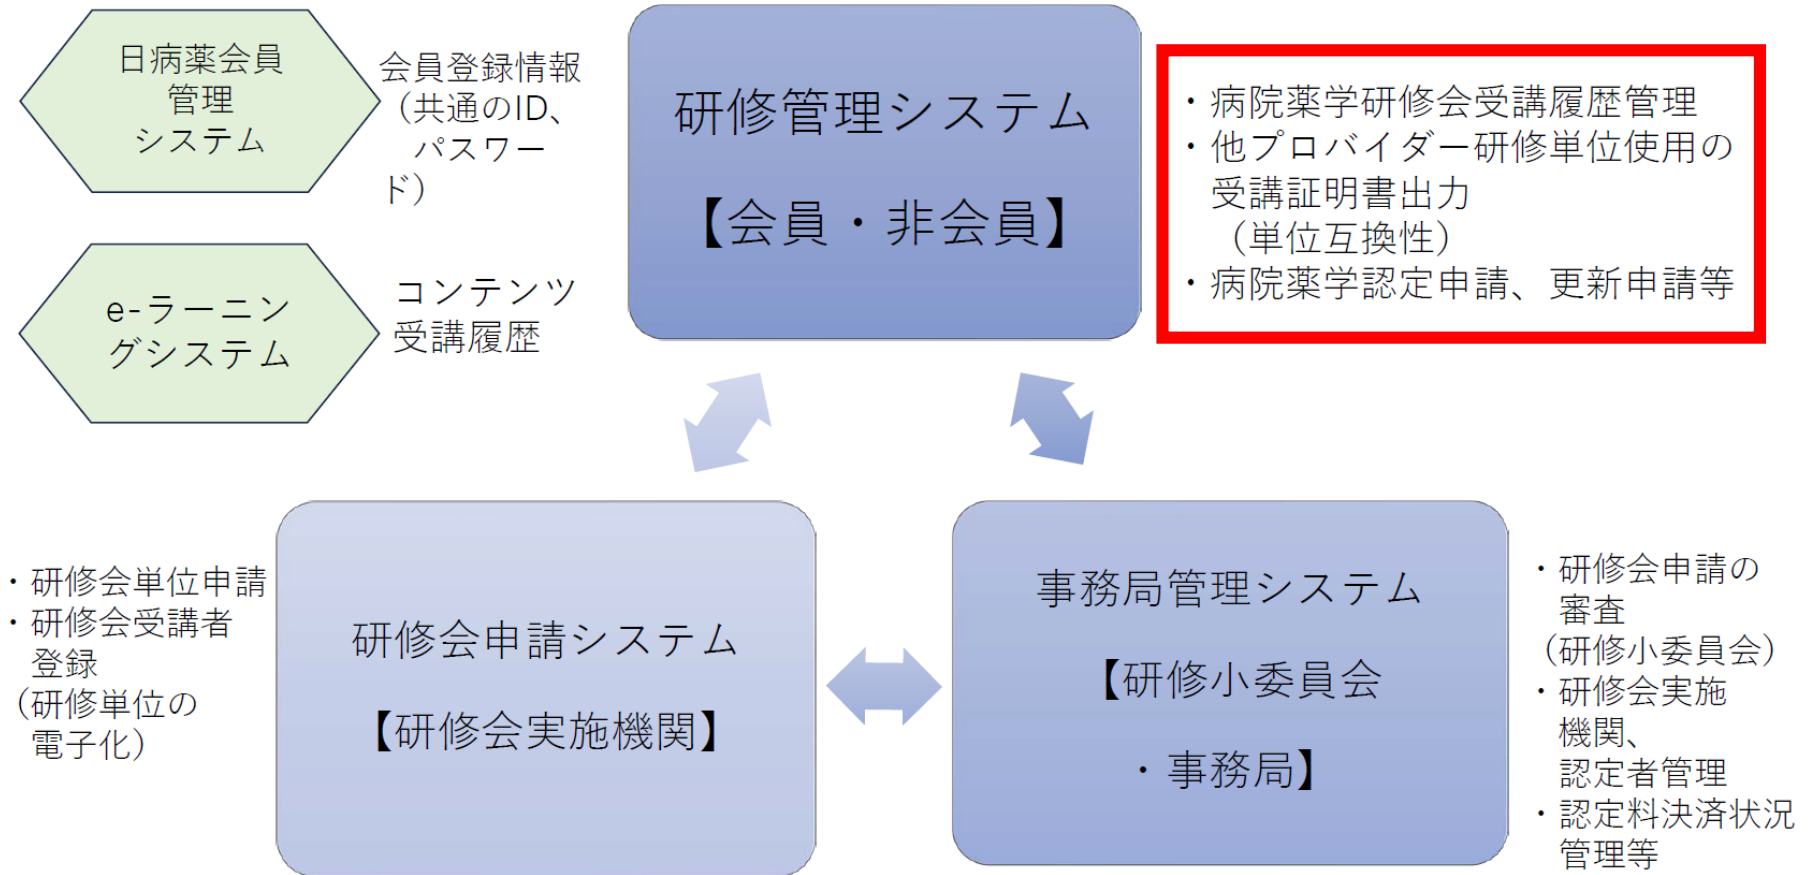 日病薬会員
管理
システム
会員登録情報
（共通のID、
パスワー
ド）
e-ラーニン
グシステム
コンテンツ
受講履歴
研修管理システム
【会員・非会員】
・病院薬学研修会受講履歴管理
・他プロバイダー研修単位使用の
受講証明書出力
（単位互換性）
・病院薬学認定申請、更新申請等
・研修会単位申請
・研修会受講者
登録
（研修単位の
電子化）
研修会申請システム
【研修会実施機関】
事務局管理システム
【研修小委員会
・事務局】
・研修会申請の
審査
（研修小委員会）
・研修会実施
機関、
認定者管理
・認定料決済状況
管理等